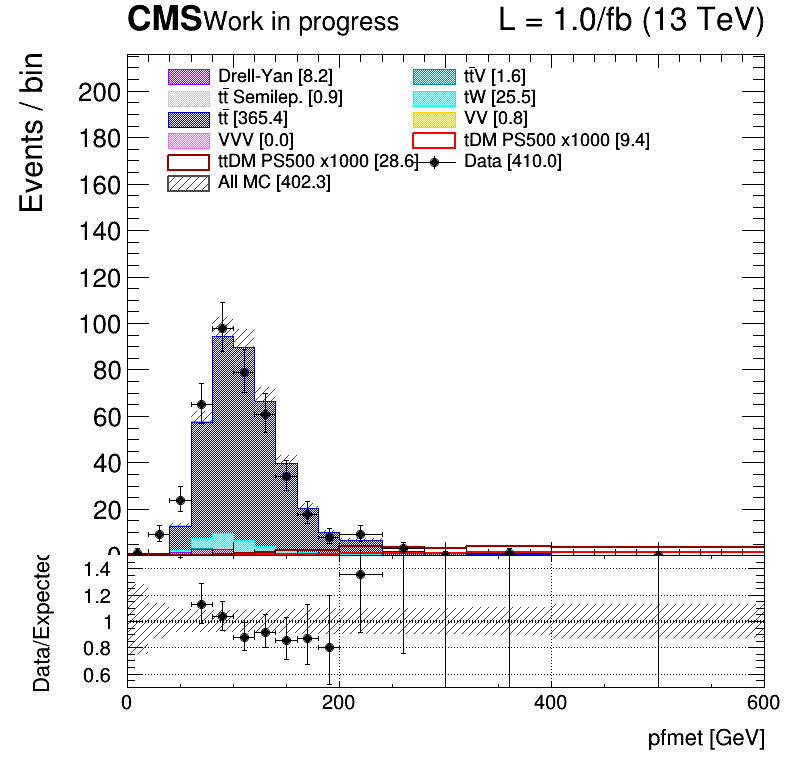 CMS Work in progress L = 1.0/fb (13 TeV)
Events / bin
Drell-Yan [8.2] tt̄V [1.6]
tt̄ Semilep. [0.9] tW [25.5]
tt̄ [365.4] VV [0.8]
VVV [0.0] tDM PS500 x1000 [9.4]
ttDM PS500 x1000 [28.6] Data [410.0]
All MC [402.3]
200
180
160
140
120
100
80
60
40
20
0
Data/Expected
1.4
1.2
1
0.8
0.6
0 200 400 600
pfmet [GeV]